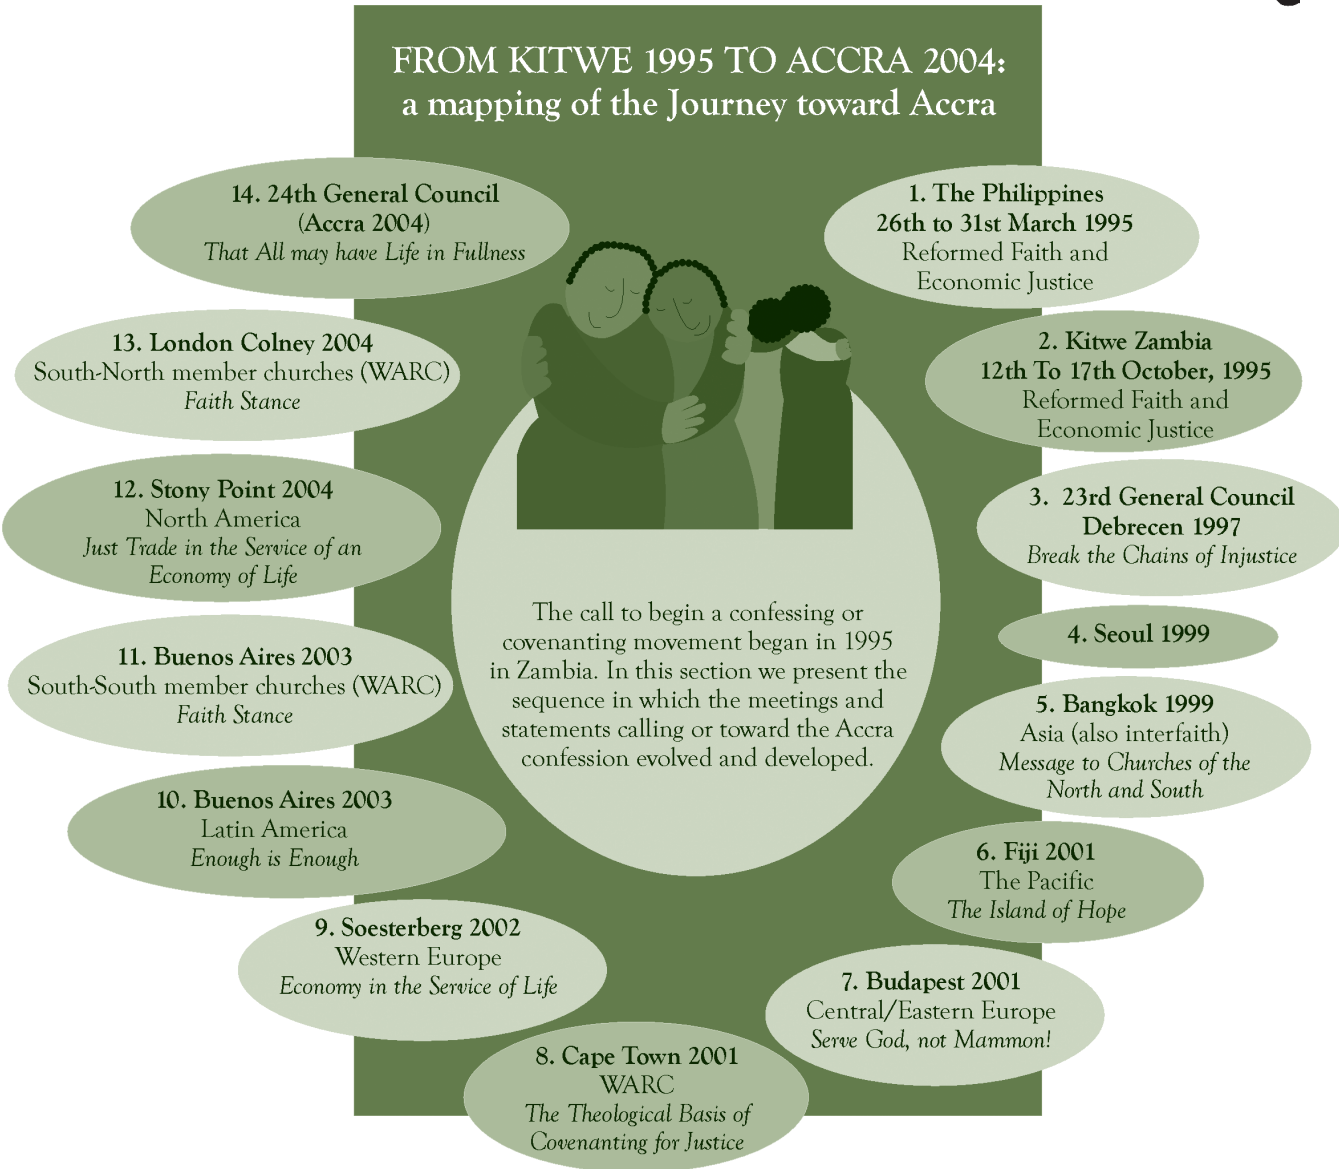 FROM KITWE 1995 TO ACCRA 2004:
a mapping of the Journey toward Accra
1. The Philippines
26th to 31st March 1995
Reformed Faith and
Economic Justice
2. Kitwe Zambia
12th To 17th October, 1995
Reformed Faith and
Economic Justice
3. 23rd General Council
Debrecen 1997
Break the Chains of Injustice
4. Seoul 1999
5. Bangkok 1999
Asia (also interfaith)
Message to Churches of the
North and South
6. Fiji 2001
The Pacific
The Island of Hope
7. Budapest 2001
Central/Eastern Europe
Serve God, not Mammon!
8. Cape Town 2001
WARC
The Theological Basis of
Covenanting for Justice
9. Soesterberg 2002
Western Europe
Economy in the Service of Life
10. Buenos Aires 2003
Latin America
Enough is Enough
11. Buenos Aires 2003
South-South member churches (WARC)
Faith Stance
12. Stony Point 2004
North America
Just Trade in the Service of an
Economy of Life
13. London Colney 2004
South-North member churches (WARC)
Faith Stance
14. 24th General Council
(Accra 2004)
That All may have Life in Fullness
The call to begin a confessing or
covenanting movement began in 1995
in Zambia. In this section we present the
sequence in which the meetings and
statements calling or toward the Accra
confession evolved and developed.